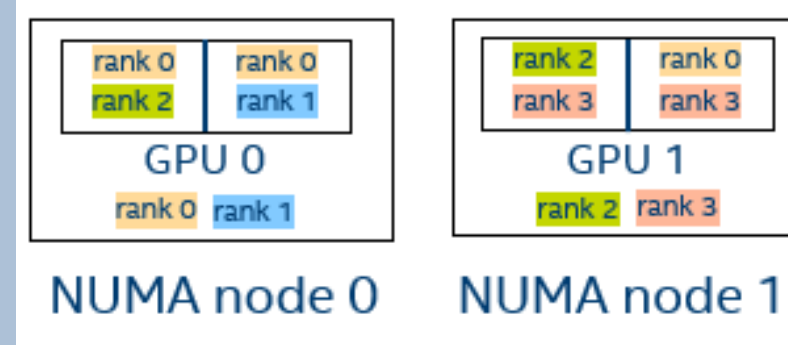 rank 0 rank 0
rank 2 rank 1
GPU 0
rank 0 rank 1
NUMA node 0
rank 2 rank 0
rank 3 rank 3
GPU 1
rank 2 rank 3
NUMA node 1